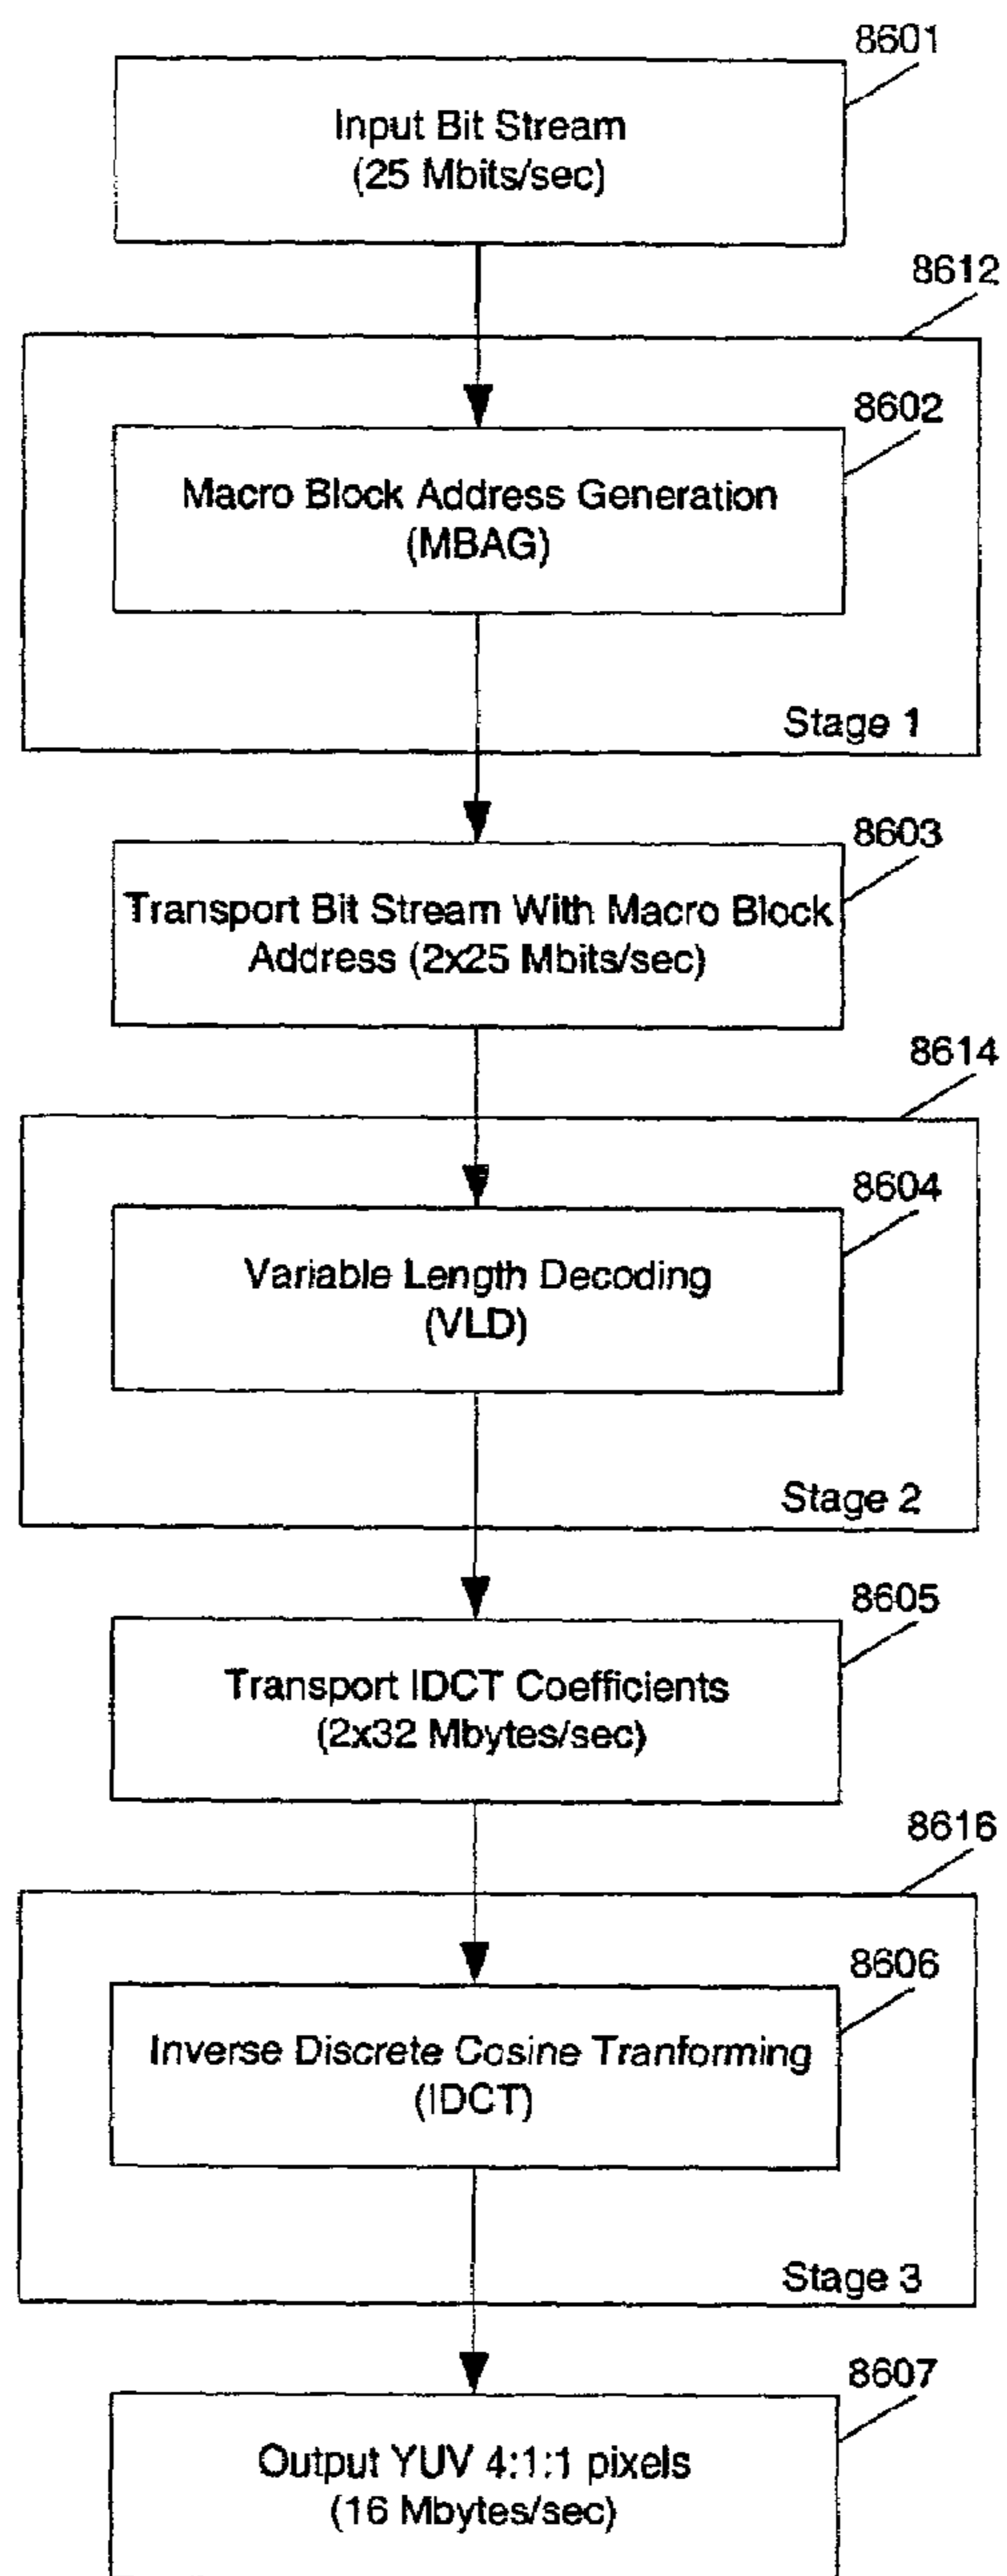 8601
Input Bit Stream
(25 Mbits/sec)
8612
8602
Macro Block Address Generation
(MBAG)
Stage 1
8603
Transport Bit Stream With Macro Block
Address (2x25 Mbits/sec)
8614
8604
Variable Length Decoding
(VLD)
Stage 2
8605
Transport IDCT Coefficients
(2x32 Mbytes/sec)
8616
8606
Inverse Discrete Cosine Tranforming
(IDCT)
Stage 3
8607
Output YUV 4:1:1 pixels
(16 Mbytes/sec)